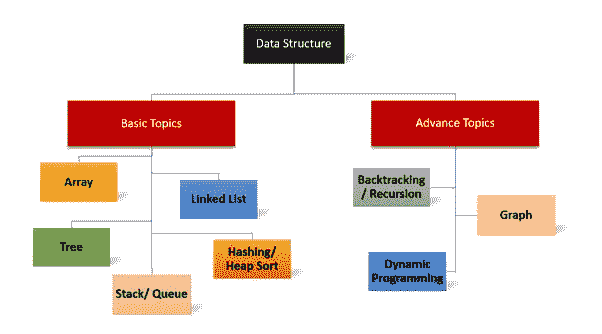 Data Structure
Basic Topics
Advance Topics
Array
Linked List
Backtracking
/ Recursion
Graph
Tree
Hashing/
Heap Sort
Stack/ Queue
Dynamic
Programming